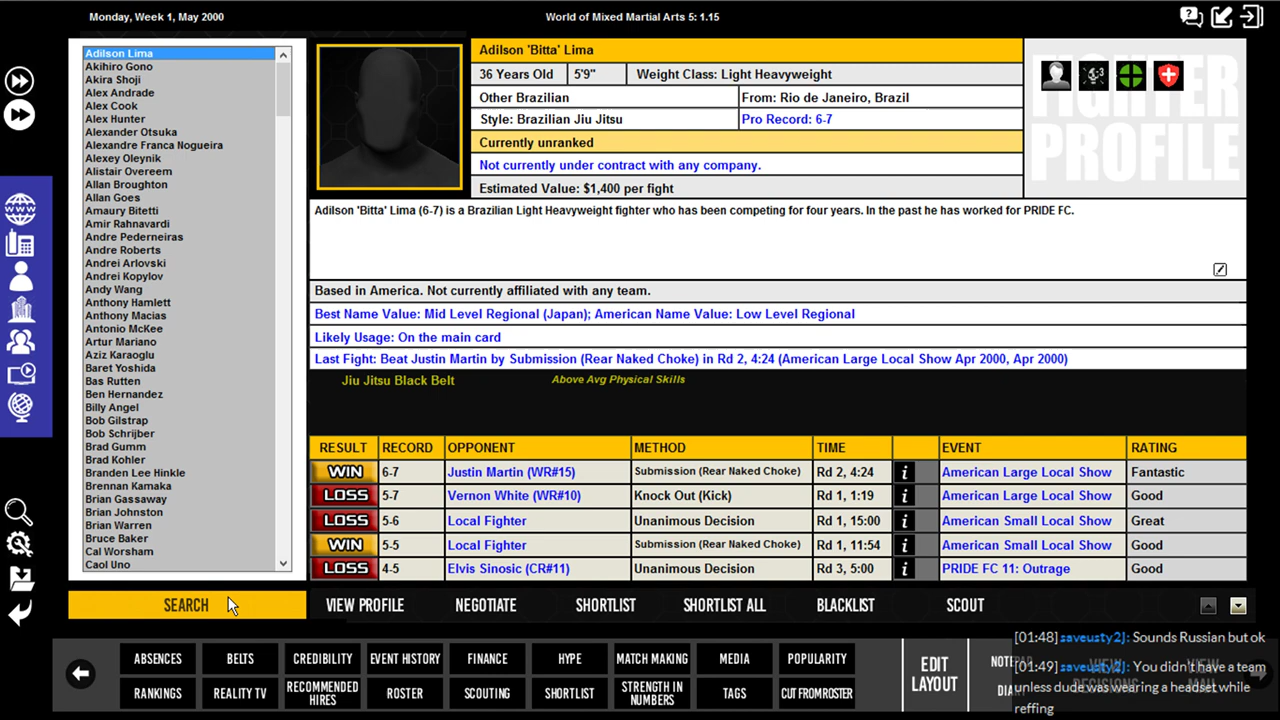 Monday, Week 1, May 2000
World of Mixed Martial Arts 5: 1.15
Adilson Lima
Akihiro Gono
Akira Shoji
Alex Andrade
Alex Cook
Alex Hunter
Alexander Otsuka
Alexandre Franca Nogueira
Alexey Oleynik
Alistair Overeem
Allan Broughton
Allan Goes
Amaury Bitetti
Amir Rahnavardi
Andre Pederneiras
Andre Roberts
Andrei Arlovski
Andrei Kopylov
Andy Wang
Anthony Hamlett
Anthony Macias
Antonio McKee
Artur Mariano
Aziz Karaoglu
Baret Yoshida
Bas Rutten
Ben Hernandez
Billy Angel
Bob Gilstrap
Bob Schrijber
Brad Gumm
Brad Kohler
Branden Lee Hinkle
Brennan Kamaka
Brian Gassaway
Brian Johnston
Brian Warren
Bruce Baker
Cal Worsham
Caol Uno
SEARCH
Adilson 'Bitta' Lima
36 Years Old 5'9" Weight Class: Light Heavyweight
Other Brazilian From: Rio de Janeiro, Brazil
Style: Brazilian Jiu Jitsu Pro Record: 6-7
Currently unranked
Not currently under contract with any company.
Estimated Value: $1,400 per fight
FIGHTER
PROFILE
Adilson 'Bitta' Lima (6-7) is a Brazilian Light Heavyweight fighter who has been competing for four years. In the past he has worked for PRIDE FC.
Based in America. Not currently affiliated with any team.
Best Name Value: Mid Level Regional (Japan); American Name Value: Low Level Regional
Likely Usage: On the main card
Last Fight: Beat Justin Martin by Submission (Rear Naked Choke) in Rd 2, 4:24 (American Large Local Show Apr 2000, Apr 2000)
Jiu Jitsu Black Belt Above Avg Physical Skills
RESULT RECORD OPPONENT METHOD TIME EVENT RATING
WIN 6-7 Justin Martin (WR#15) Submission (Rear Naked Choke) Rd 2, 4:24 i American Large Local Show Fantastic
LOSS 5-7 Vernon White (WR#10) Knock Out (Kick) Rd 1, 1:19 i American Large Local Show Good
LOSS 5-6 Local Fighter Unanimous Decision Rd 1, 15:00 i American Small Local Show Great
WIN 5-5 Local Fighter Submission (Rear Naked Choke) Rd 1, 11:54 i American Small Local Show Good
LOSS 4-5 Elvis Sinosic (CR#11) Unanimous Decision Rd 3, 5:00 i PRIDE FC 11: Outrage Good
VIEW PROFILE NEGOTIATE SHORTLIST SHORTLIST ALL BLACKLIST SCOUT
ABSENCES BELTS CREDIBILITY EVENT HISTORY FINANCE HYPE MATCH MAKING MEDIA POPULARITY
RANKINGS REALITY TV RECOMMENDED HIRES ROSTER SCOUTING SHORTLIST STRENGTH IN NUMBERS TAGS CUT FROM ROSTER
EDIT LAYOUT
[01:48] saveusty2J: Sounds Russian but ok
[01:49] saveusty2J: You didn't have a team
unless dude was wearing a headset while
reffing